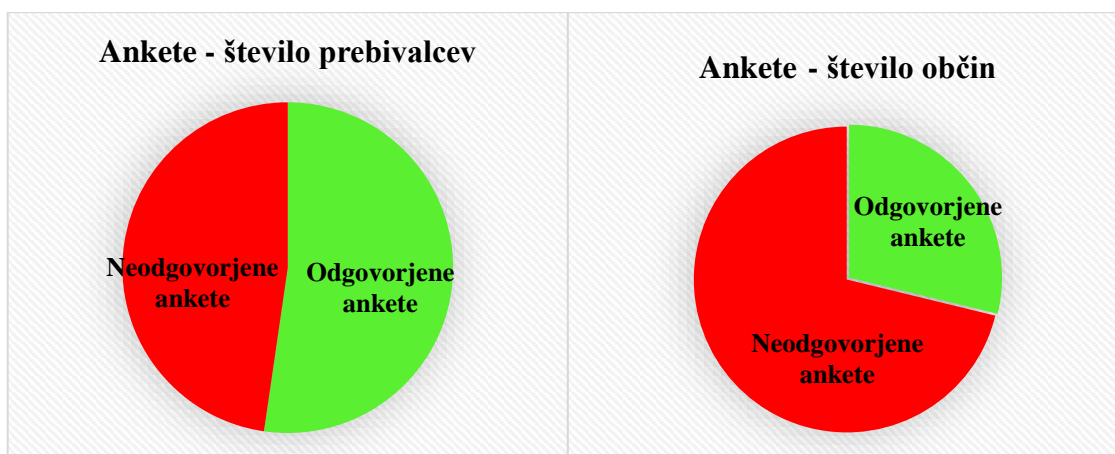 Ankete - število prebivalcev
Neodgovorjene
ankete
Odgovorjene
ankete
Ankete - število občin
Odgovorjene
ankete
Neodgovorjene
ankete